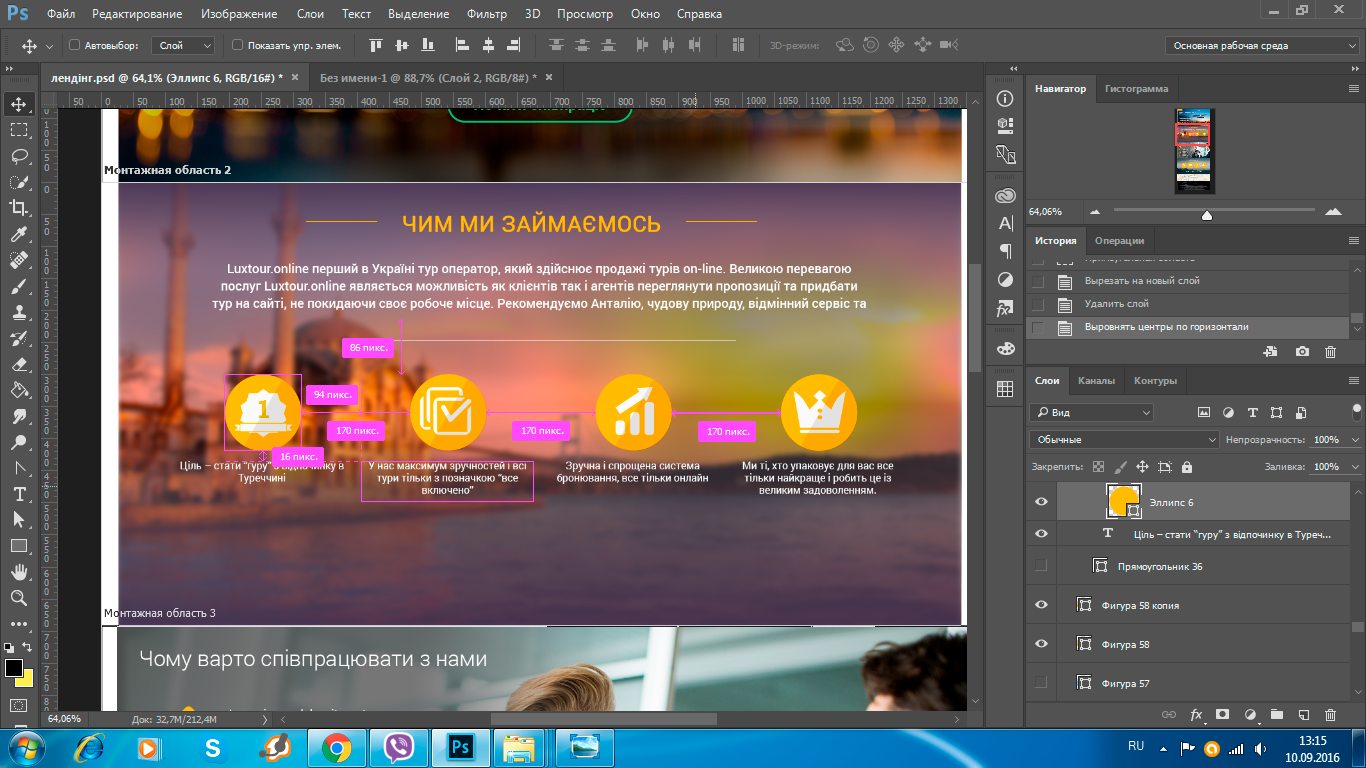 Ps Файл Редактирование Изображение Слои Текст Выделение Фильтр 3D Просмотр Окно Справка
Автовыбор: Слой Показать упр. элем. 3D-режим: Основная рабочая среда
лендінг.psd @ 64,1% (Эллипс 6, RGB/16#) * × Без имени-1 @ 88,7% (Слой 2, RGB/8#) * ×
50 0 50 100 150 200 250 300 350 400 450 500 550 600 650 700 750 800 850 900 950 1000 1050 1100 1150 1200 1250 1300
Монтажная область 2
ЧИМ МИ ЗАЙМАЄМОСЬ
Luxtour.online перший в Україні тур оператор, який здійснює продажі турів on-line. Великою перевагою
послуг Luxtour.online являється можливість як клієнтів так і агентів переглянути пропозиції та придбати
тур на сайті, не покидаючи своє робоче місце. Рекомендуємо Анталію, чудову природу, відмінний сервіс та
86 пикс.
94 пикс.
1
170 пикс. 170 пикс. 170 пикс.
16 пикс.
Ціль – стати "гуру" з відпочинку в
Туреччині
У нас максимум зручностей і всі
тури тільки з позначкою "все
включено"
Зручна і спрощена система
бронювання, все тільки онлайн
Ми ті, хто упаковує для вас все
тільки найкраще і робить це із
великим задоволенням.
Монтажная область 3
Чому варто співпрацювати з нами
64,06% Док: 32,7M/212,4M
Навигатор Гистограмма
64,06%
История Операции
Вырезать на новый слой
Удалить слой
Выровнять центры по горизонтали
Слои Каналы Контуры
Вид
Обычные Непрозрачность: 100%
Закрепить: Заливка: 100%
Эллипс 6
Ціль – стати "гуру" з відпочинку в Туречч...
Прямоугольник 36
Фигура 58 копия
Фигура 58
Фигура 57
Ps
RU 13:15
10.09.2016